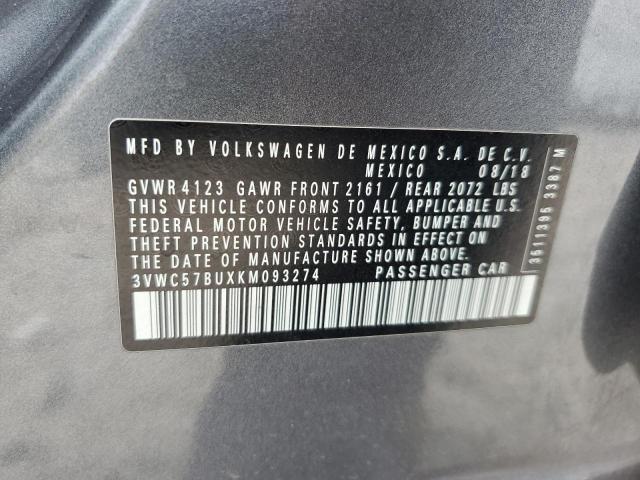 MFD BY VOLKSWAGEN DE MEXICO S.A. DE C.V.
MEXICO 08/18
GVWR 4123 GAWR FRONT 2161 / REAR 2072 LBS
THIS VEHICLE CONFORMS TO ALL APPLICABLE U.S.
FEDERAL MOTOR VEHICLE SAFETY, BUMPER AND
THEFT PREVENTION STANDARDS IN EFFECT ON
THE DATE OF MANUFACTURE SHOWN ABOVE
3VWC57BUXKM093274 PASSENGER CAR
3511396 3387 M